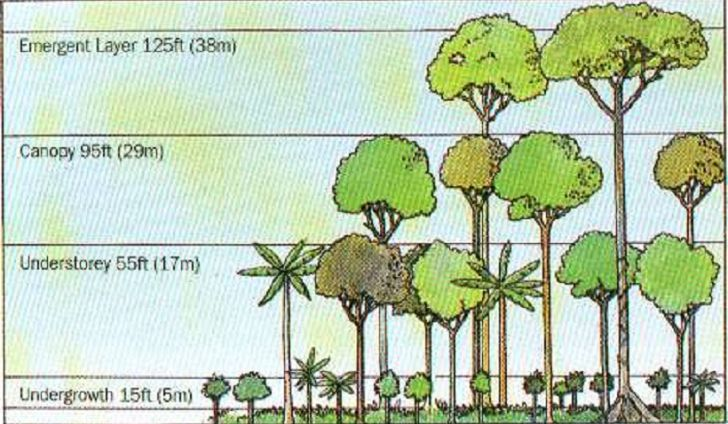 Emergent Layer 125ft (38m)
Canopy 95ft (29m)
Understorey 55ft (17m)
Undergrowth 15ft (5m)